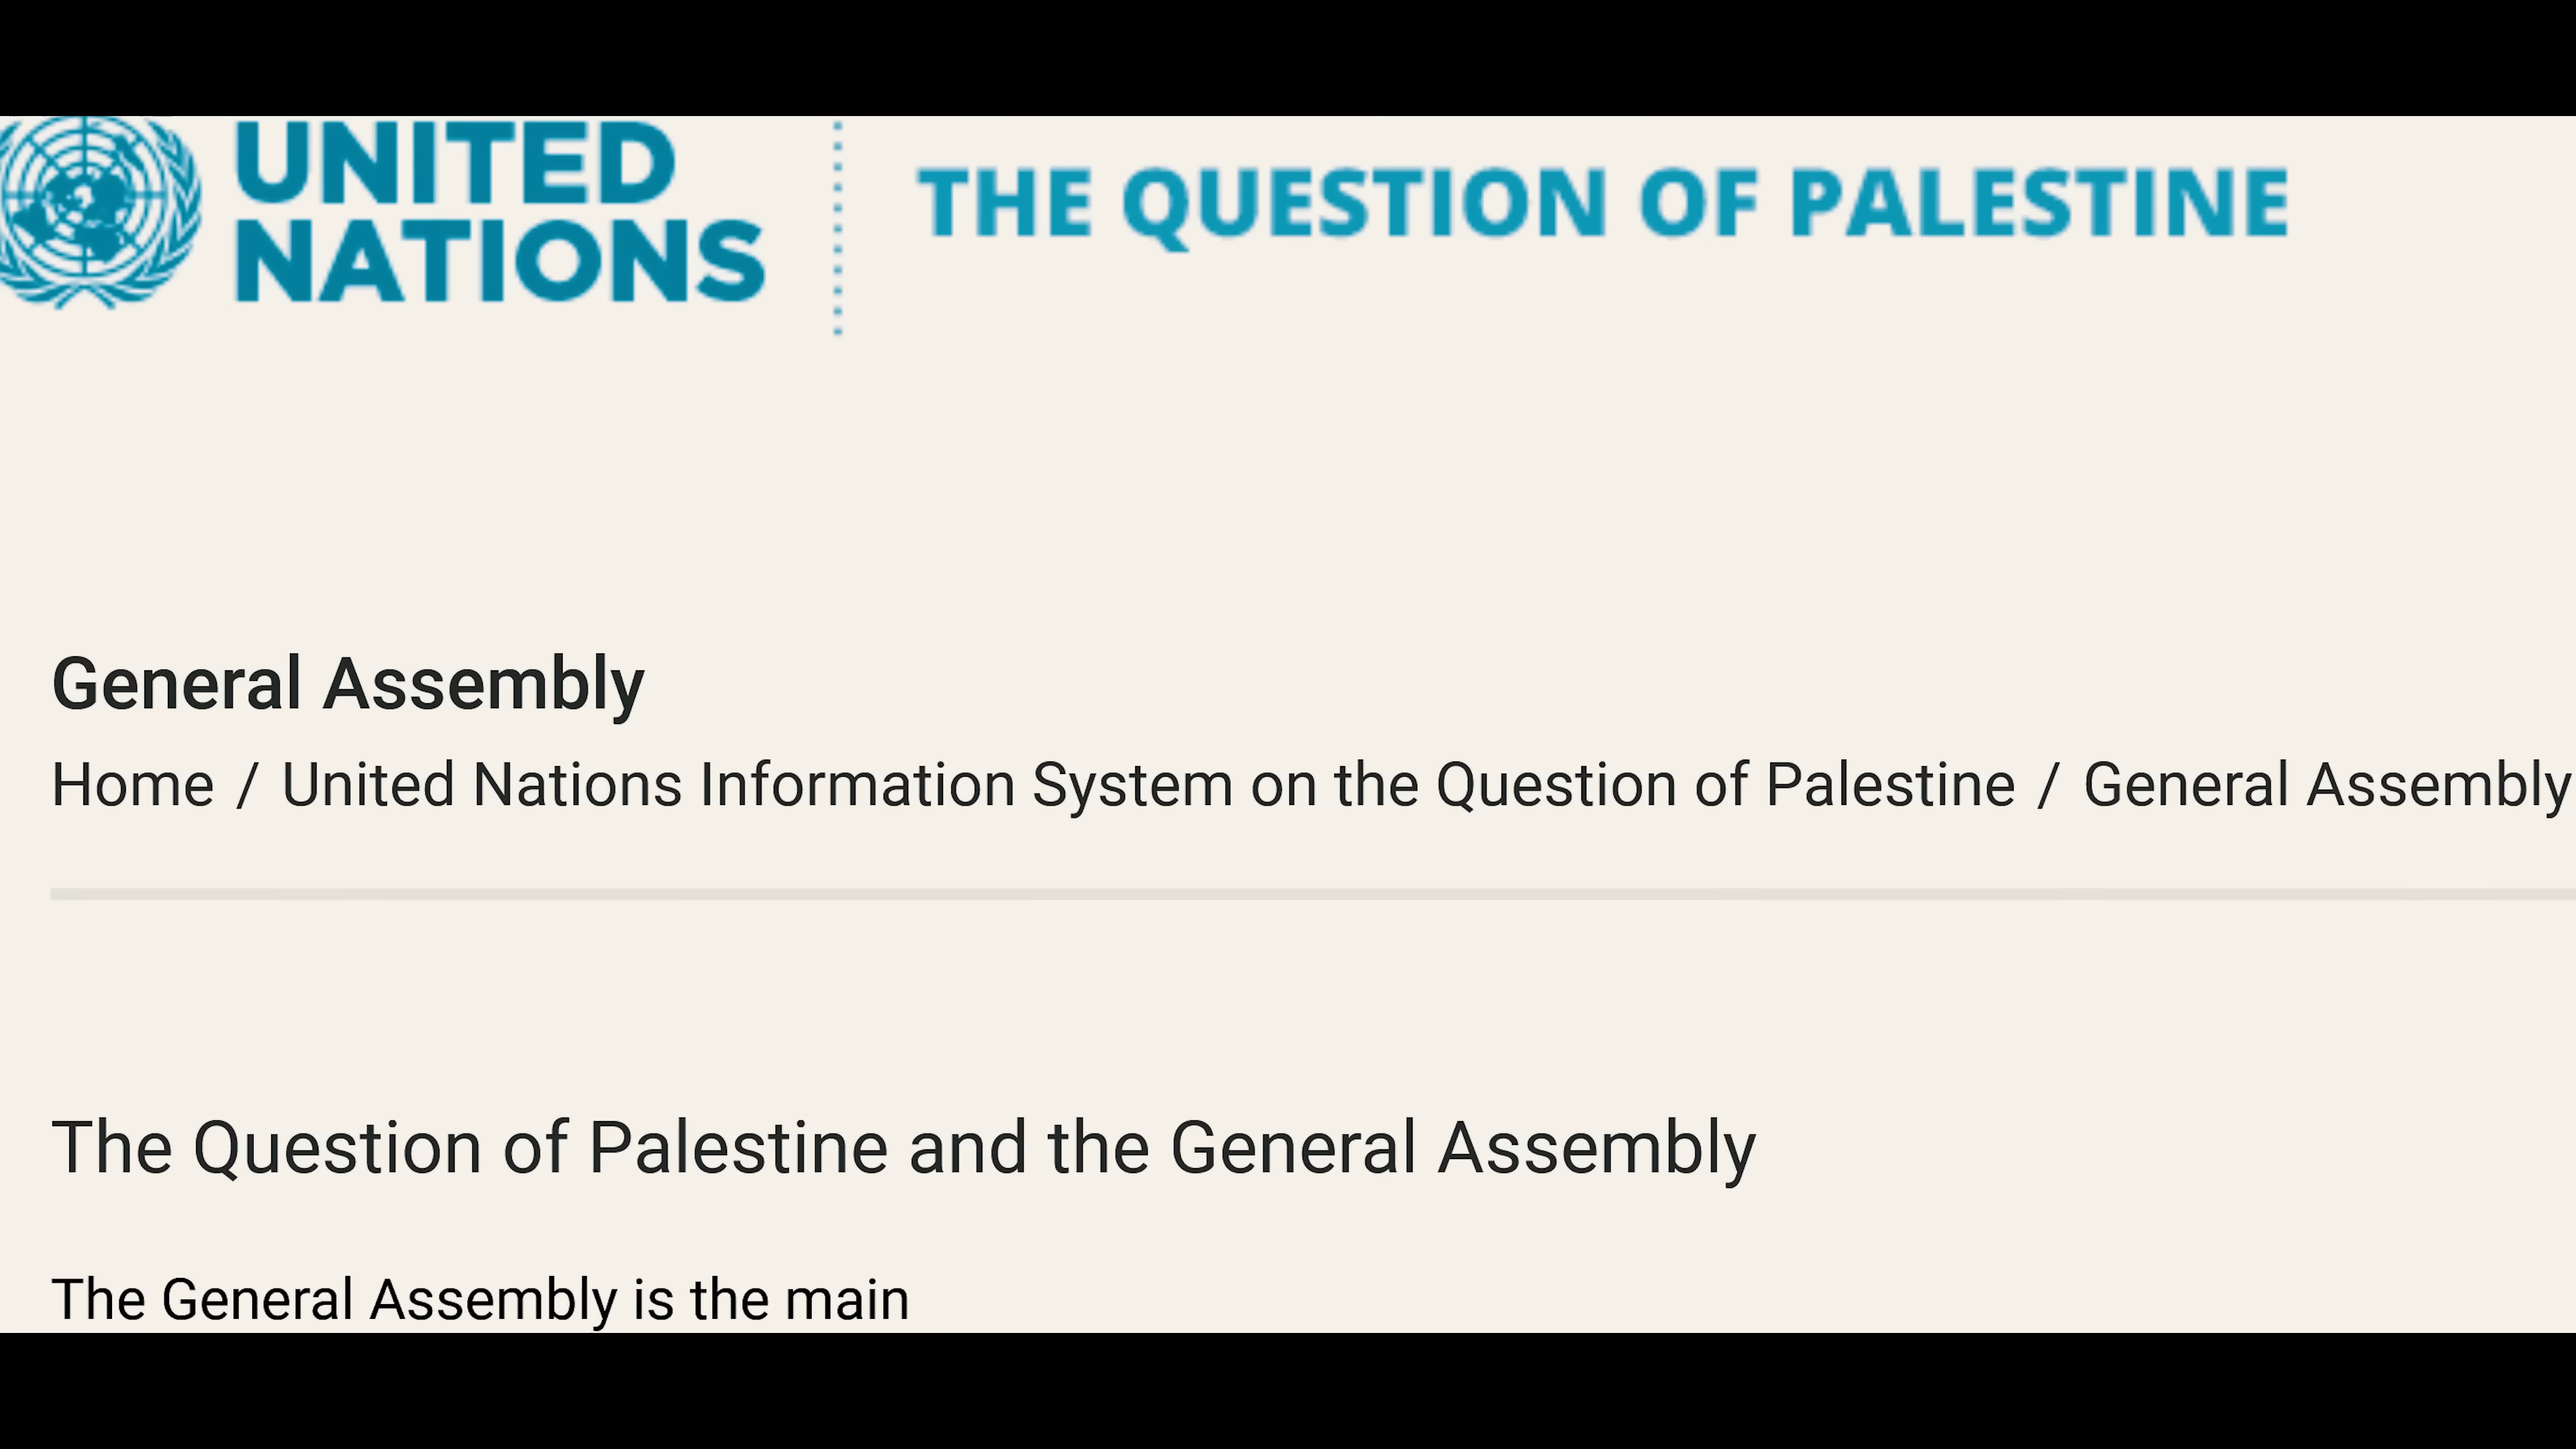 UNITED
NATIONS
THE QUESTION OF PALESTINE
General Assembly
Home / United Nations Information System on the Question of Palestine / General Assembly
The Question of Palestine and the General Assembly
The General Assembly is the main